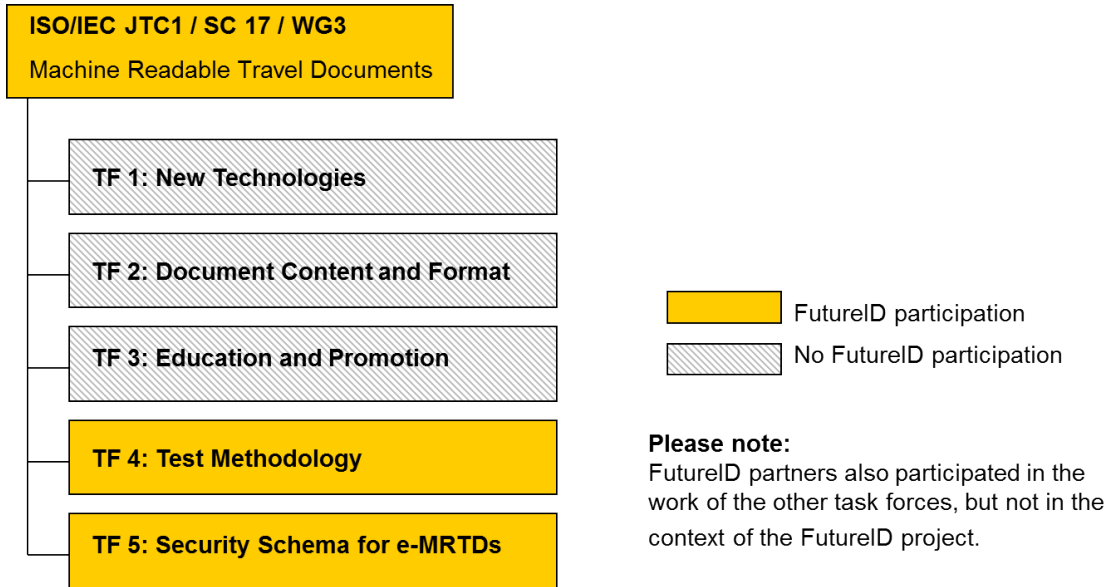 ISO/IEC JTC1 / SC 17 / WG3
Machine Readable Travel Documents
TF 1: New Technologies
TF 2: Document Content and Format
TF 3: Education and Promotion
TF 4: Test Methodology
TF 5: Security Schema for e-MRTDs
FutureID participation
No FutureID participation
Please note:
FutureID partners also participated in the
work of the other task forces, but not in the
context of the FutureID project.